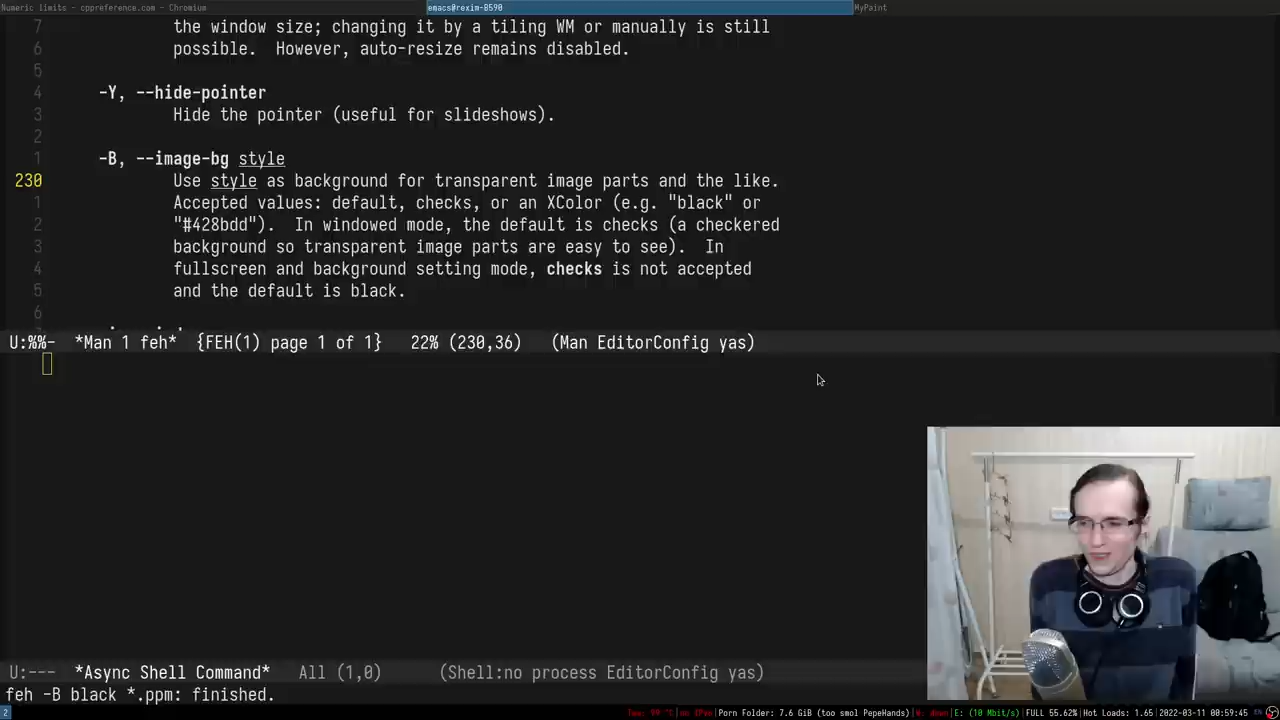 Numeric limits - cppreference.com - Chromium
emacs@rexim-B590
MyPaint
7 the window size; changing it by a tiling WM or manually is still
6 possible.  However, auto-resize remains disabled.
5
4 -Y, --hide-pointer
3 Hide the pointer (useful for slideshows).
2
1 -B, --image-bg style
230 Use style as background for transparent image parts and the like.
1 Accepted values: default, checks, or an XColor (e.g. "black" or
2 "#428bdd").  In windowed mode, the default is checks (a checkered
3 background so transparent image parts are easy to see).  In
4 fullscreen and background setting mode, checks is not accepted
5 and the default is black.
6
U:%%-  *Man 1 feh*  {FEH(1) page 1 of 1}   22% (230,36)   (Man EditorConfig yas)
U:---  *Async Shell Command*   All (1,0)      (Shell:no process EditorConfig yas)
feh -B black *.ppm: finished.
2
Porn Folder: 7.6 GiB (too smol PepeHands)|W: down|E: (10 Mbit/s)|FULL 55.62%|Hot Loads: 1.65|2022-03-11 00:59:45